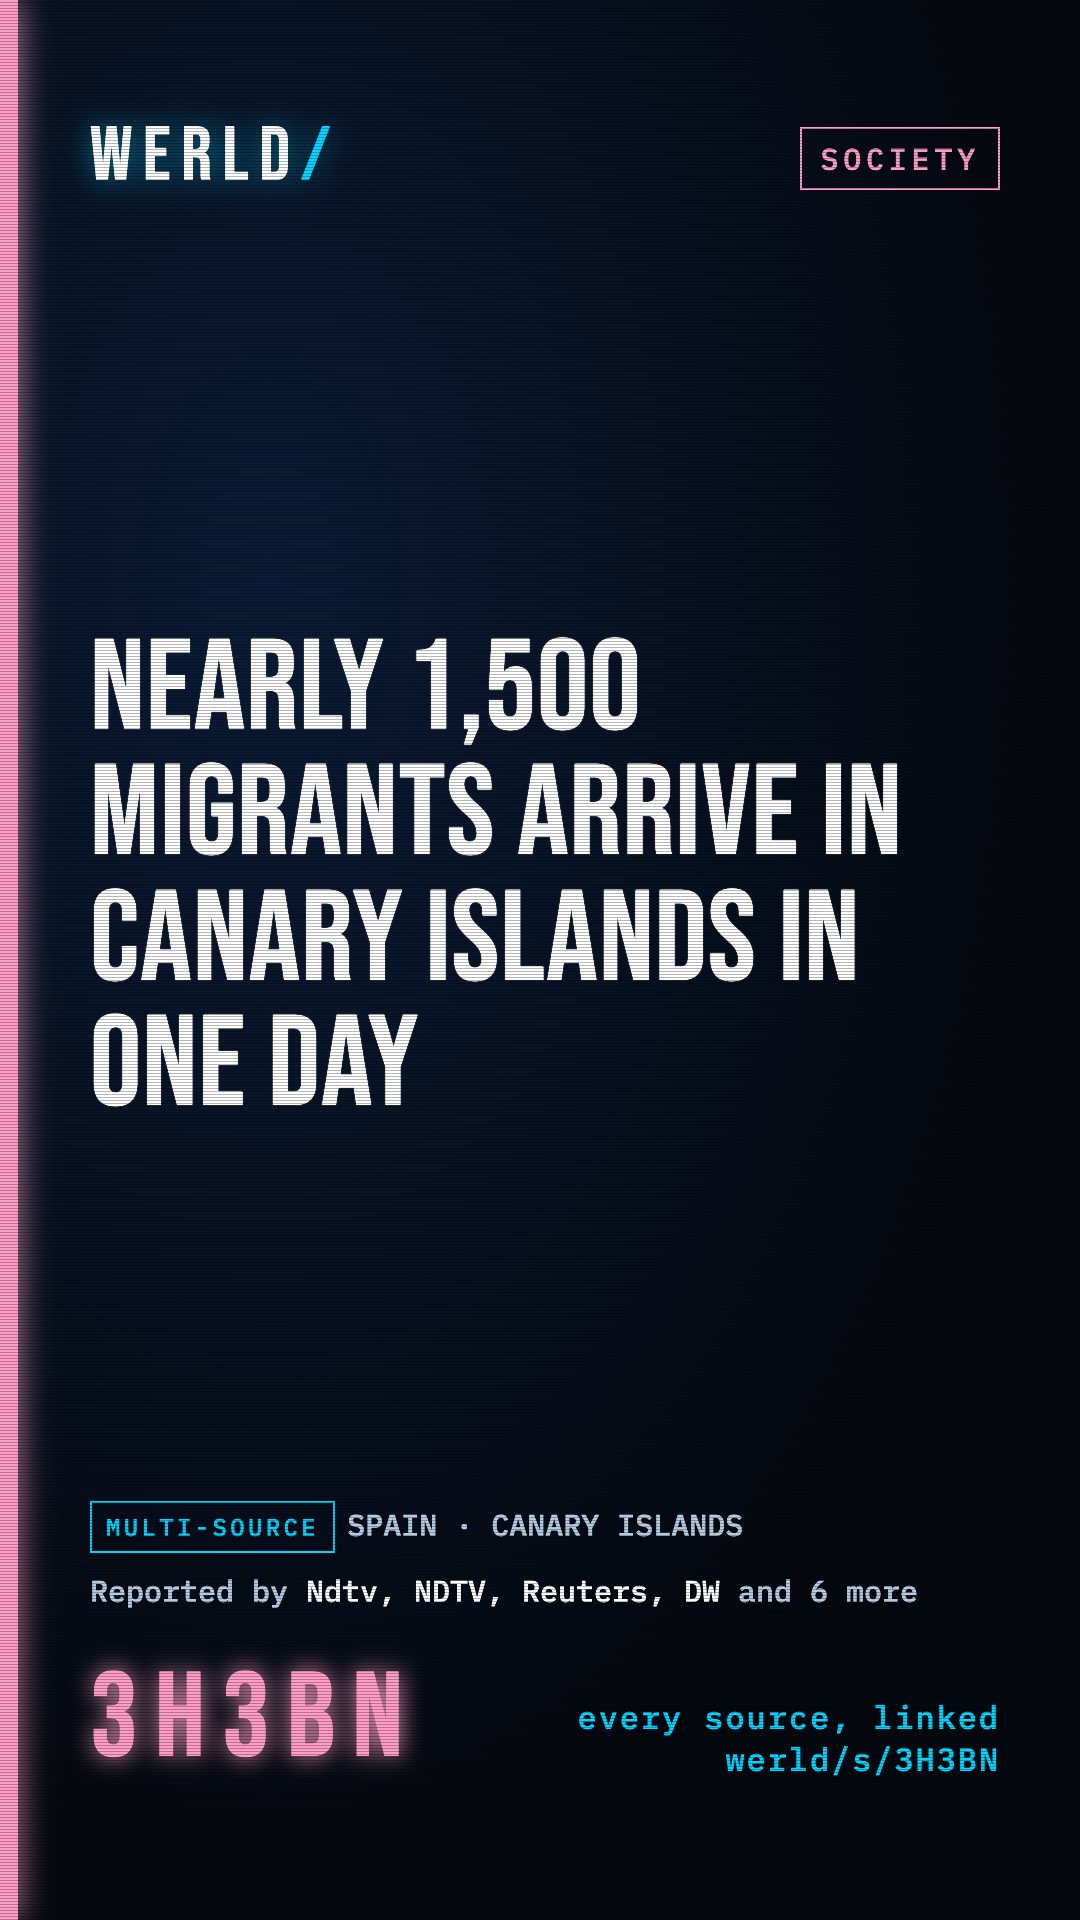 WERLD/
SOCIETY
NEARLY 1,500
MIGRANTS ARRIVE IN
CANARY ISLANDS IN
ONE DAY
MULTI-SOURCE SPAIN · CANARY ISLANDS
Reported by Ndtv, NDTV, Reuters, DW and 6 more
3H3BN
every source, linked
werld/s/3H3BN